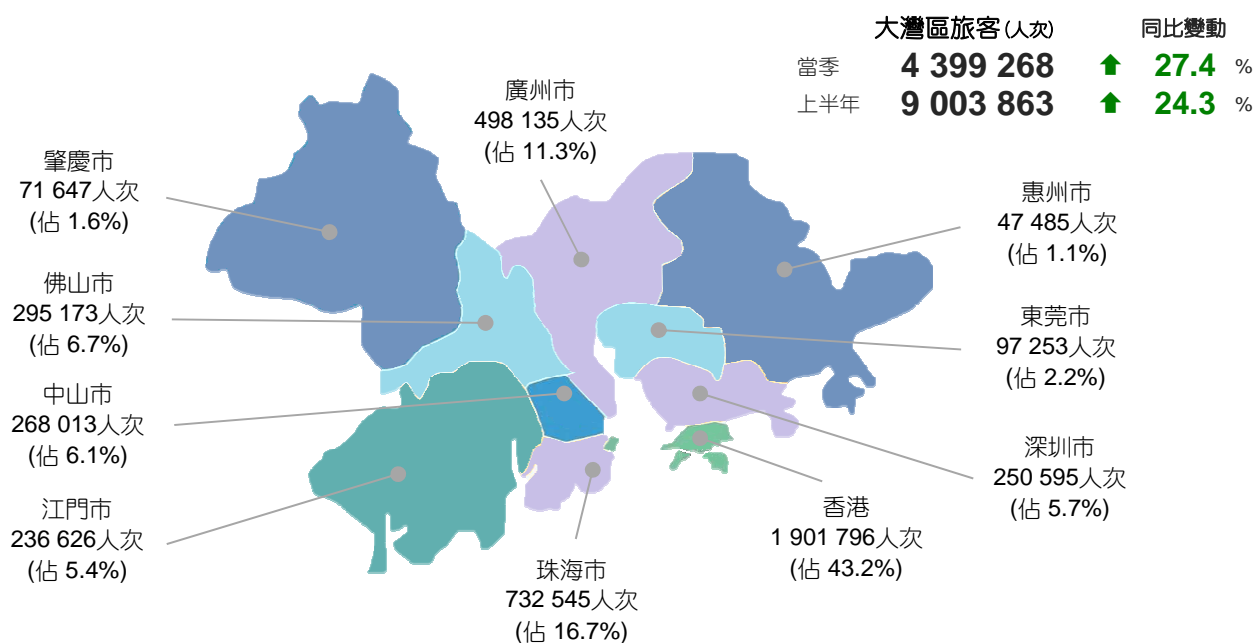 大灣區旅客(人次) 同比變動
當季 4 399 268 27.4 %
上半年 9 003 863 24.3 %
廣州市
498 135人次
(佔 11.3%)
肇慶市
71 647人次
(佔 1.6%)
惠州市
47 485人次
(佔 1.1%)
佛山市
295 173人次
(佔 6.7%)
東莞市
97 253人次
(佔 2.2%)
中山市
268 013人次
(佔 6.1%)
深圳市
250 595人次
(佔 5.7%)
江門市
236 626人次
(佔 5.4%)
香港
1 901 796人次
(佔 43.2%)
珠海市
732 545人次
(佔 16.7%)